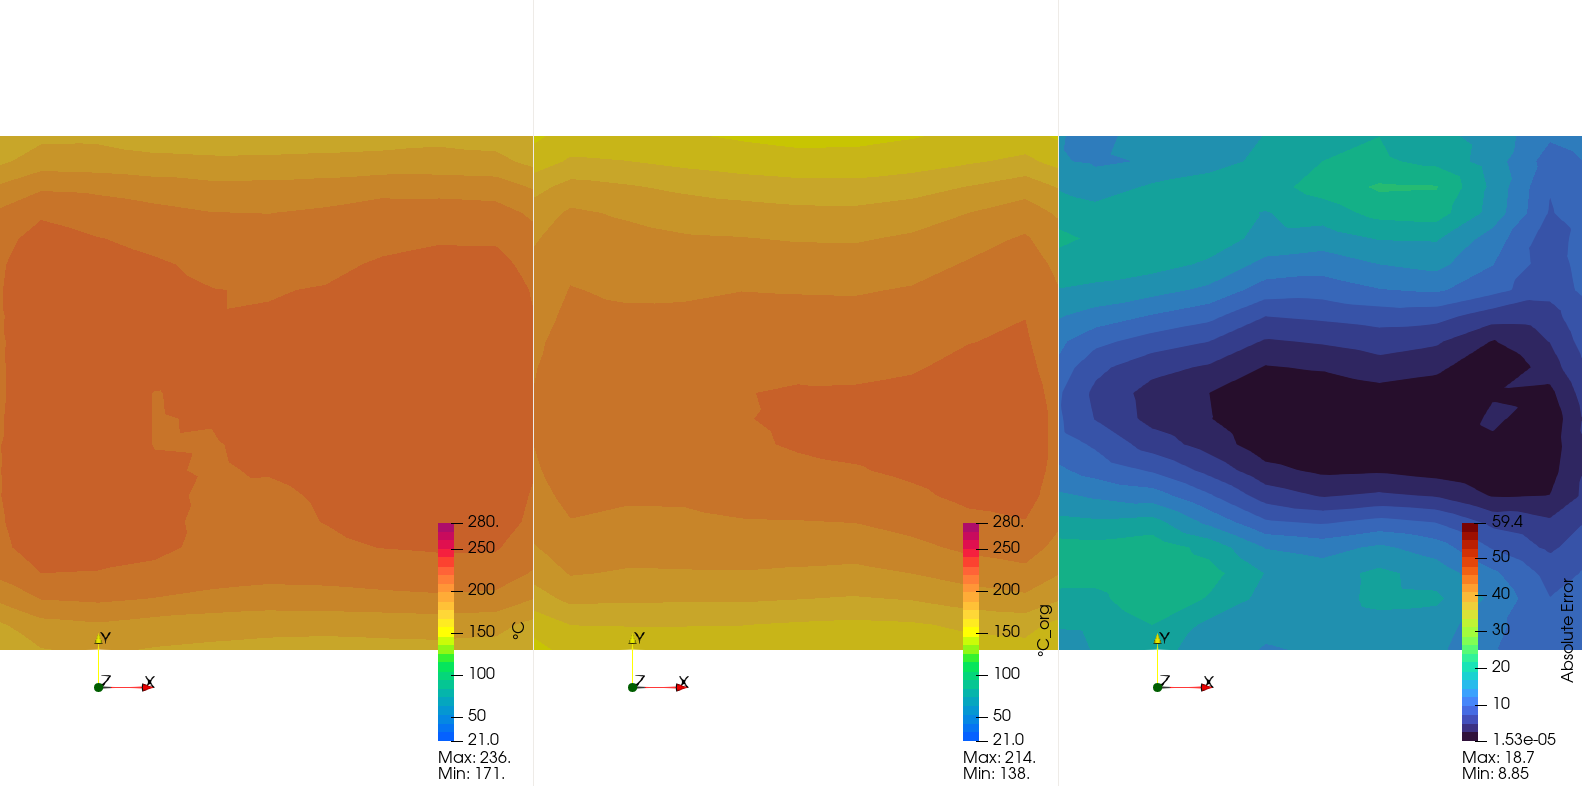 Y
Z
X
280.
250
200
150
100
50
21.0
°C
Max: 236.
Min: 171.
Y
Z
X
280.
250
200
150
100
50
21.0
°C_org
Max: 214.
Min: 138.
Y
Z
X
59.4
50
40
30
20
10
1.53e-05
Absolute Error
Max: 18.7
Min: 8.85